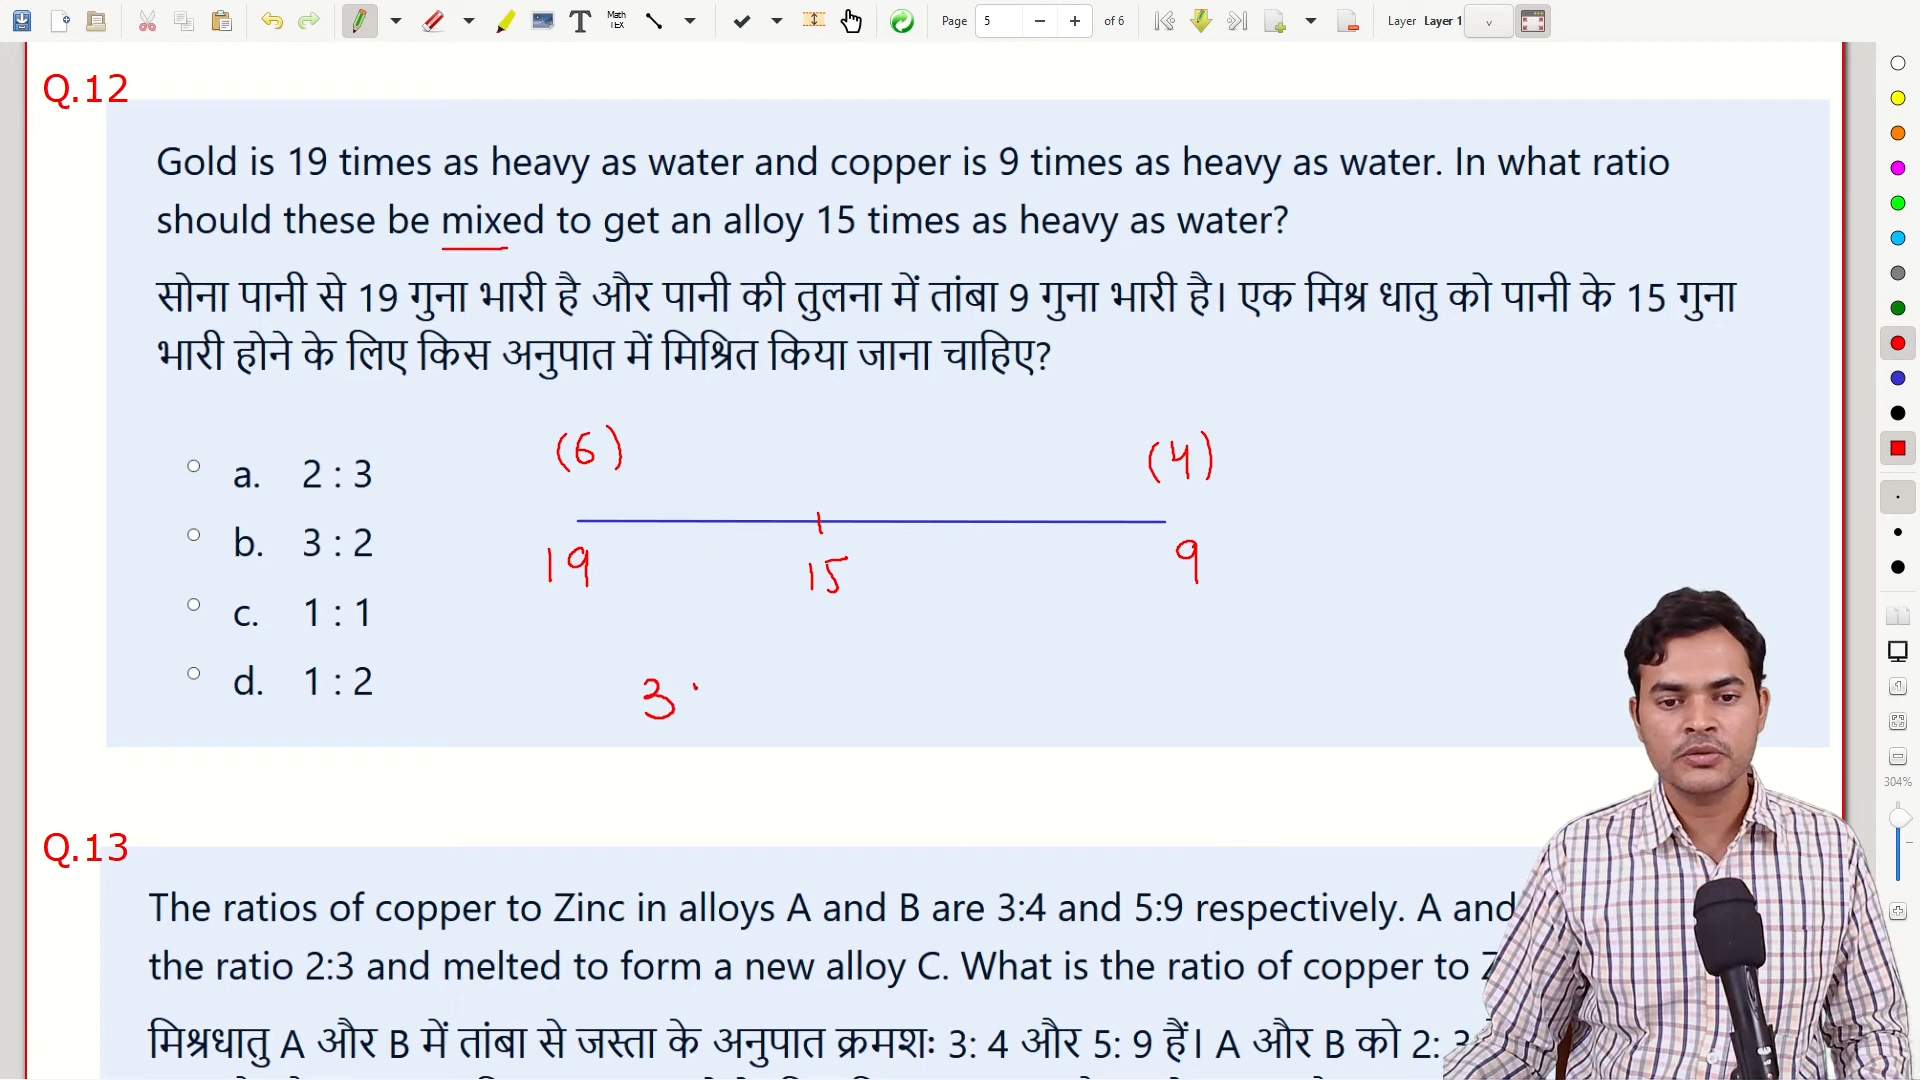 Math
TEX
Page 5 of 6
Layer Layer 1
Q.12
Gold is 19 times as heavy as water and copper is 9 times as heavy as water. In what ratio
should these be mixed to get an alloy 15 times as heavy as water?
सोना पानी से 19 गुना भारी है और पानी की तुलना में तांबा 9 गुना भारी है। एक मिश्र धातु को पानी के 15 गुना
भारी होने के लिए किस अनुपात में मिश्रित किया जाना चाहिए?
(6) (4)
a. 2 : 3
b. 3 : 2
19 15 9
c. 1 : 1
d. 1 : 2
3
304%
Q.13
The ratios of copper to Zinc in alloys A and B are 3:4 and 5:9 respectively. A and
the ratio 2:3 and melted to form a new alloy C. What is the ratio of copper to
मिश्रधातु A और B में तांबा से जस्ता के अनुपात क्रमशः 3: 4 और 5: 9 हैं। A और B को 2: 3